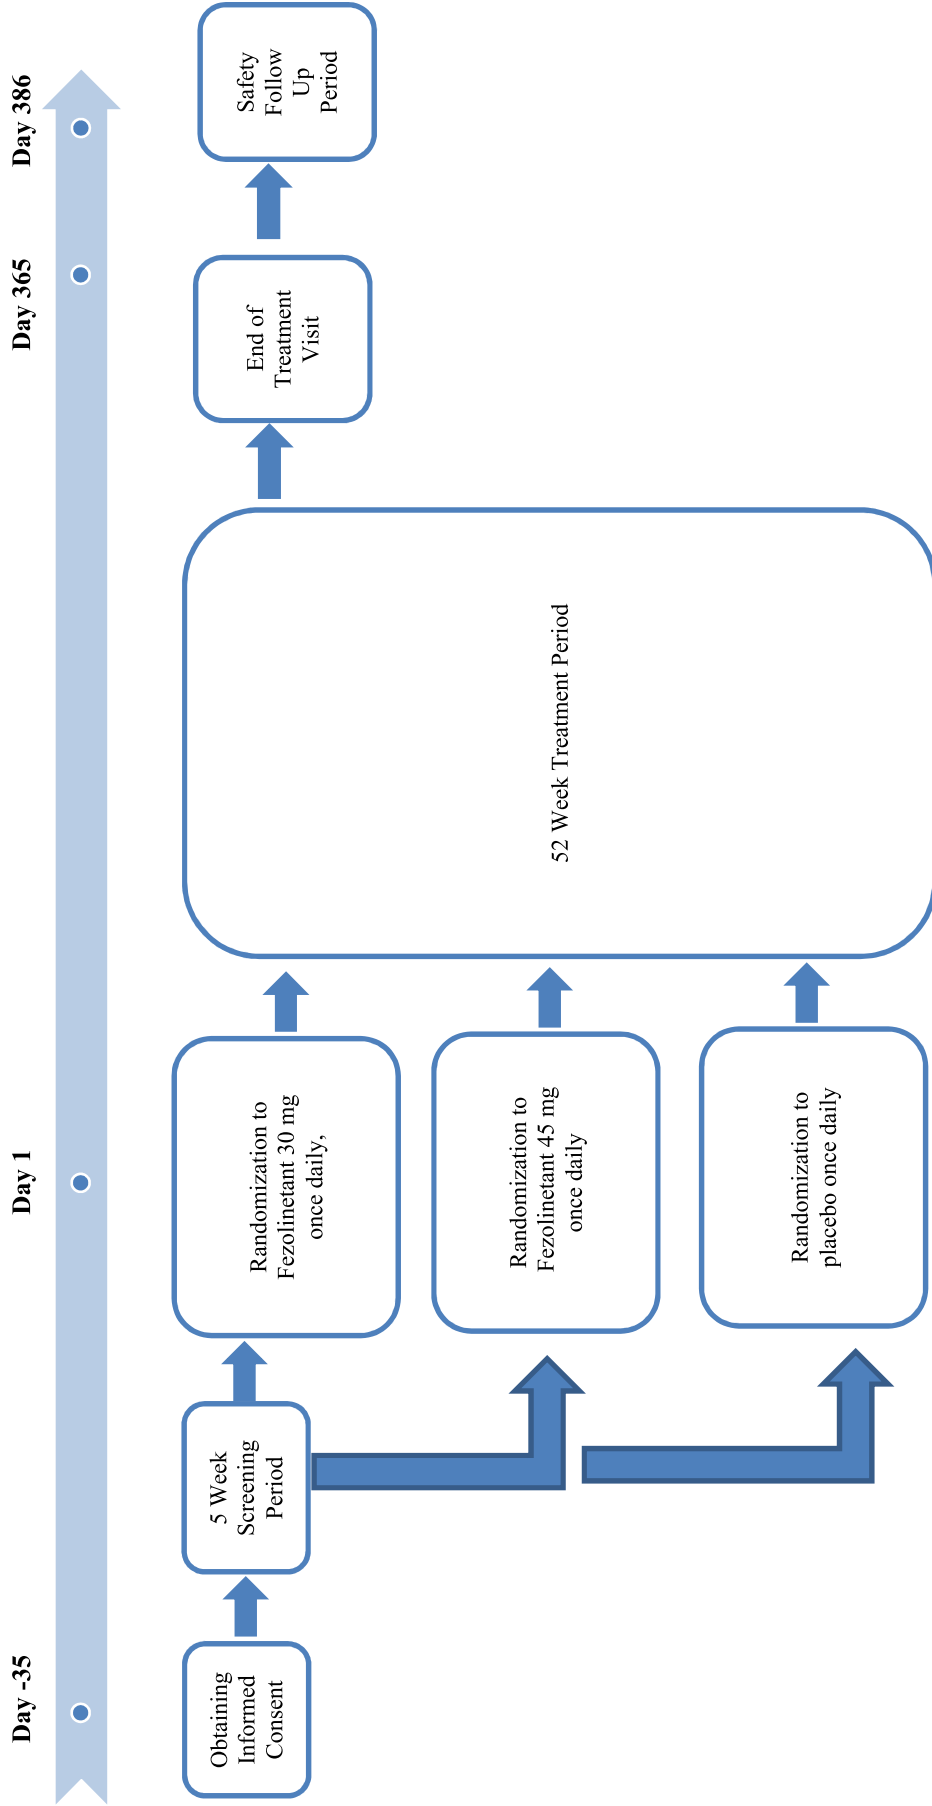 Day -35
Day 1
Day 365
Day 386
Obtaining
Informed
Consent
5 Week
Screening
Period
Randomization to
Fezolinetant 30 mg
once daily,
Randomization to
Fezolinetant 45 mg
once daily
Randomization to
placebo once daily
52 Week Treatment Period
End of
Treatment
Visit
Safety
Follow
Up
Period